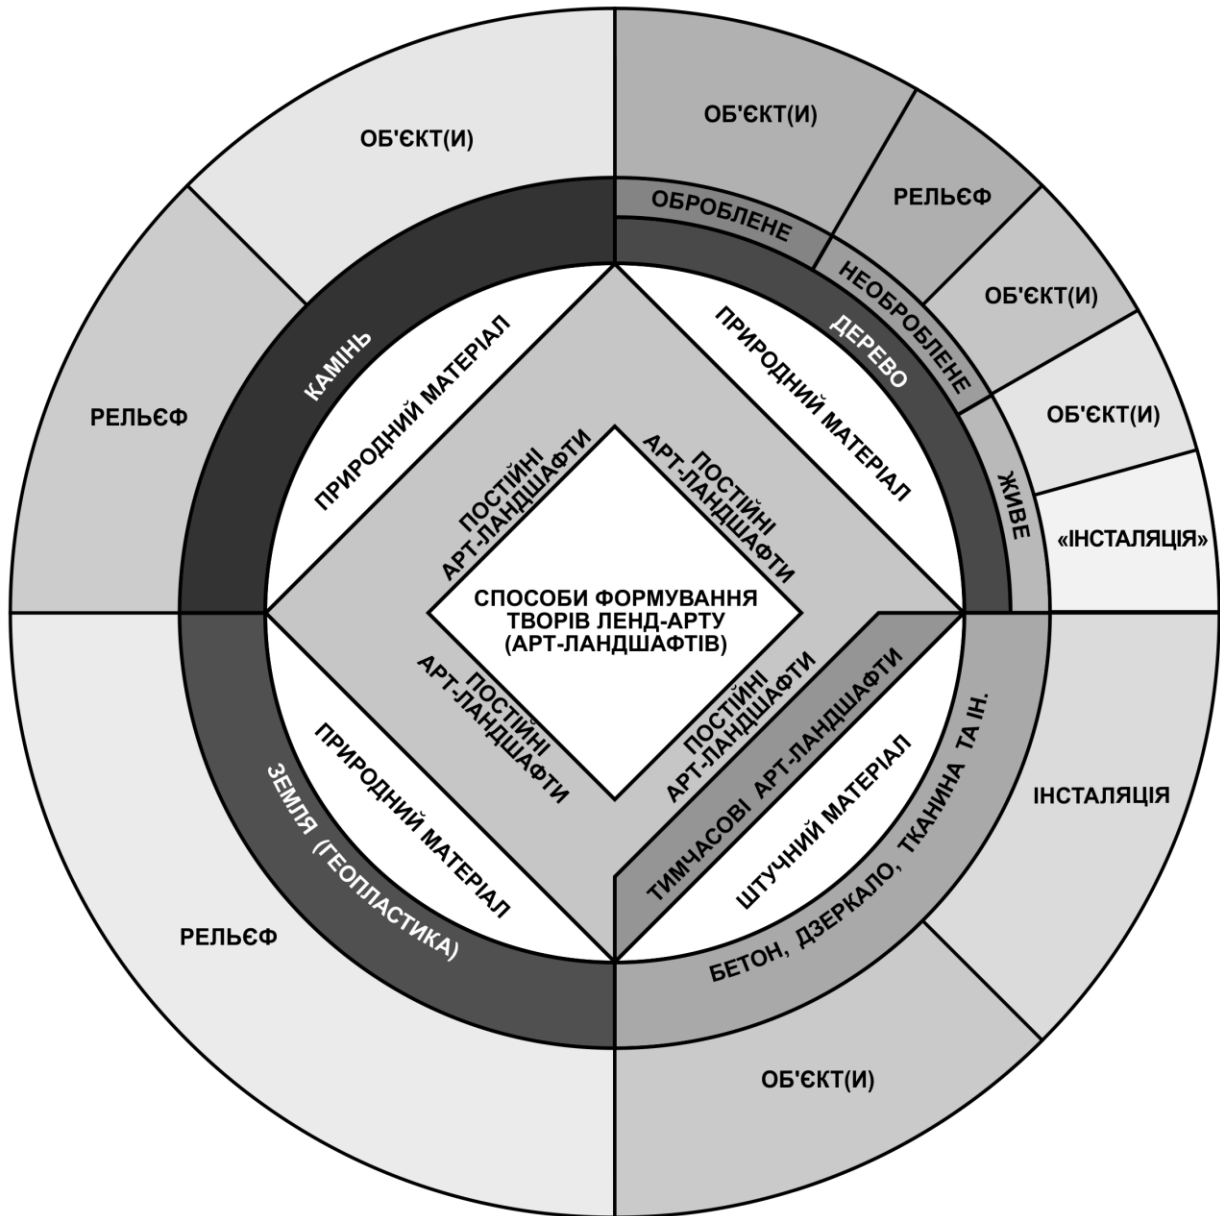 ОБ'ЄКТ(И)
ОБ'ЄКТ(И)
РЕЛЬЄФ
ОБРОБЛЕНЕ
НЕОБРОБЛЕНЕ
ОБ'ЄКТ(И)
КАМІНЬ
ПРИРОДНИЙ МАТЕРІАЛ
ПРИРОДНИЙ МАТЕРІАЛ
ДЕРЕВО
РЕЛЬЄФ
ОБ'ЄКТ(И)
ПОСТІЙНІ
АРТ-ЛАНДШАФТИ
ПОСТІЙНІ
АРТ-ЛАНДШАФТИ
ЖИВЕ
«ІНСТАЛЯЦІЯ»
СПОСОБИ ФОРМУВАННЯ
ТВОРІВ ЛЕНД-АРТУ
(АРТ-ЛАНДШАФТІВ)
ПОСТІЙНІ
АРТ-ЛАНДШАФТИ
ПОСТІЙНІ
АРТ-ЛАНДШАФТИ
ТИМЧАСОВІ АРТ-ЛАНДШАФТИ
ПРИРОДНИЙ МАТЕРІАЛ
ШТУЧНИЙ МАТЕРІАЛ
ЗЕМЛЯ (ГЕОПЛАСТИКА)
БЕТОН, ДЗЕРКАЛО, ТКАНИНА ТА ІН.
ІНСТАЛЯЦІЯ
РЕЛЬЄФ
ОБ'ЄКТ(И)